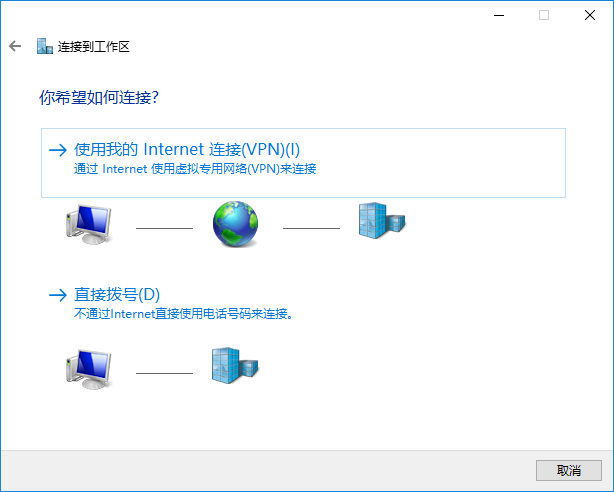 连接到工作区
你希望如何连接?
使用我的 Internet 连接(VPN)(I)
通过 Internet 使用虚拟专用网络(VPN)来连接
直接拨号(D)
不通过Internet直接使用电话号码来连接。
取消